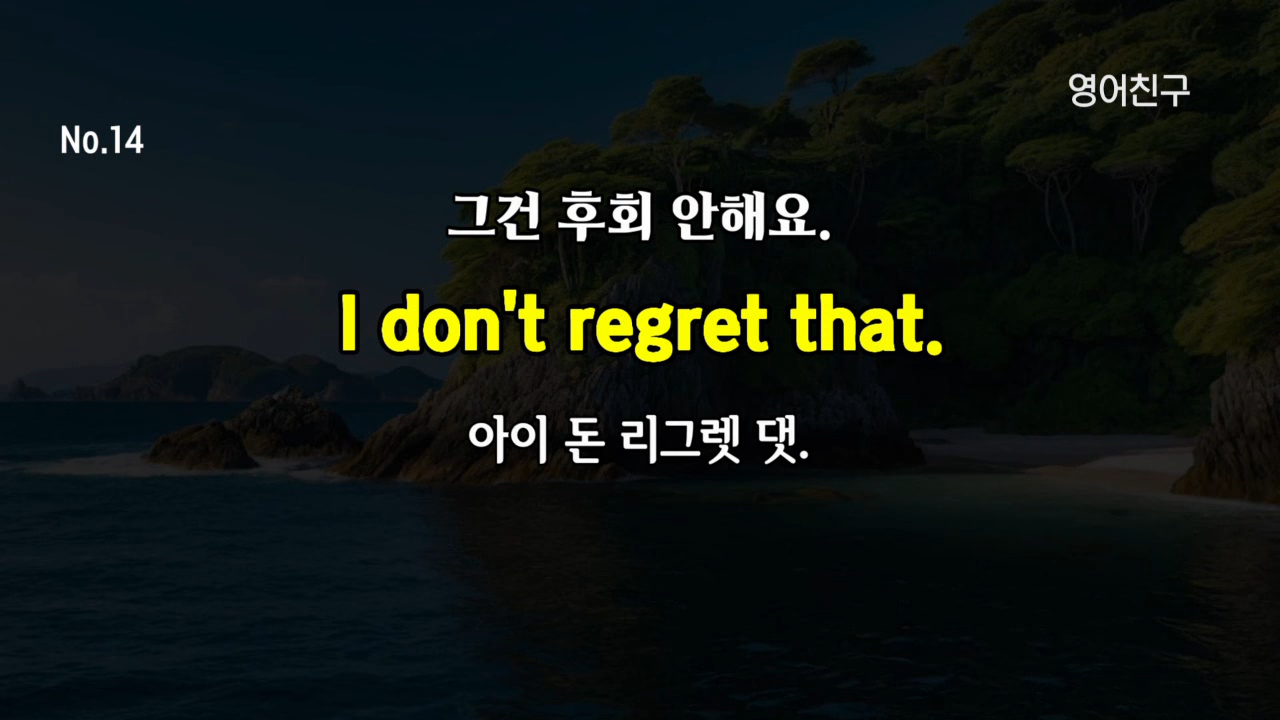 영어친구
No.14
그건 후회 안해요.
I don't regret that.
아이 돈 리그렛 댓.